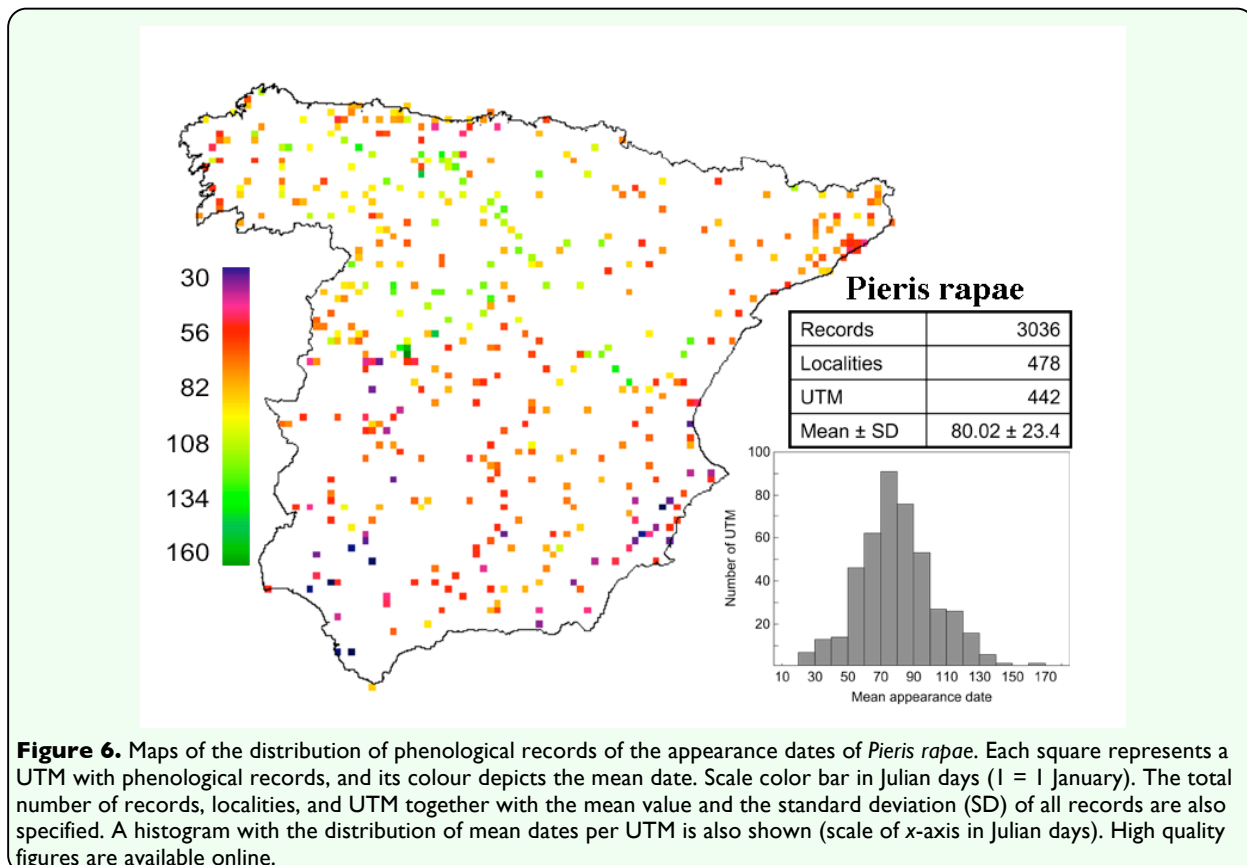 30
56
82
108
134
160
Pieris rapae
Records 3036
Localities 478
UTM 442
Mean ± SD 80.02 ± 23.4
100
80
60
40
20
Number of UTM
10 30 50 70 90 110 130 150 170
Mean appearance date
Figure 6. Maps of the distribution of phenological records of the appearance dates of Pieris rapae. Each square represents a
UTM with phenological records, and its colour depicts the mean date. Scale color bar in Julian days (1 = 1 January). The total
number of records, localities, and UTM together with the mean value and the standard deviation (SD) of all records are also
specified. A histogram with the distribution of mean dates per UTM is also shown (scale of x-axis in Julian days). High quality
figures are available online.